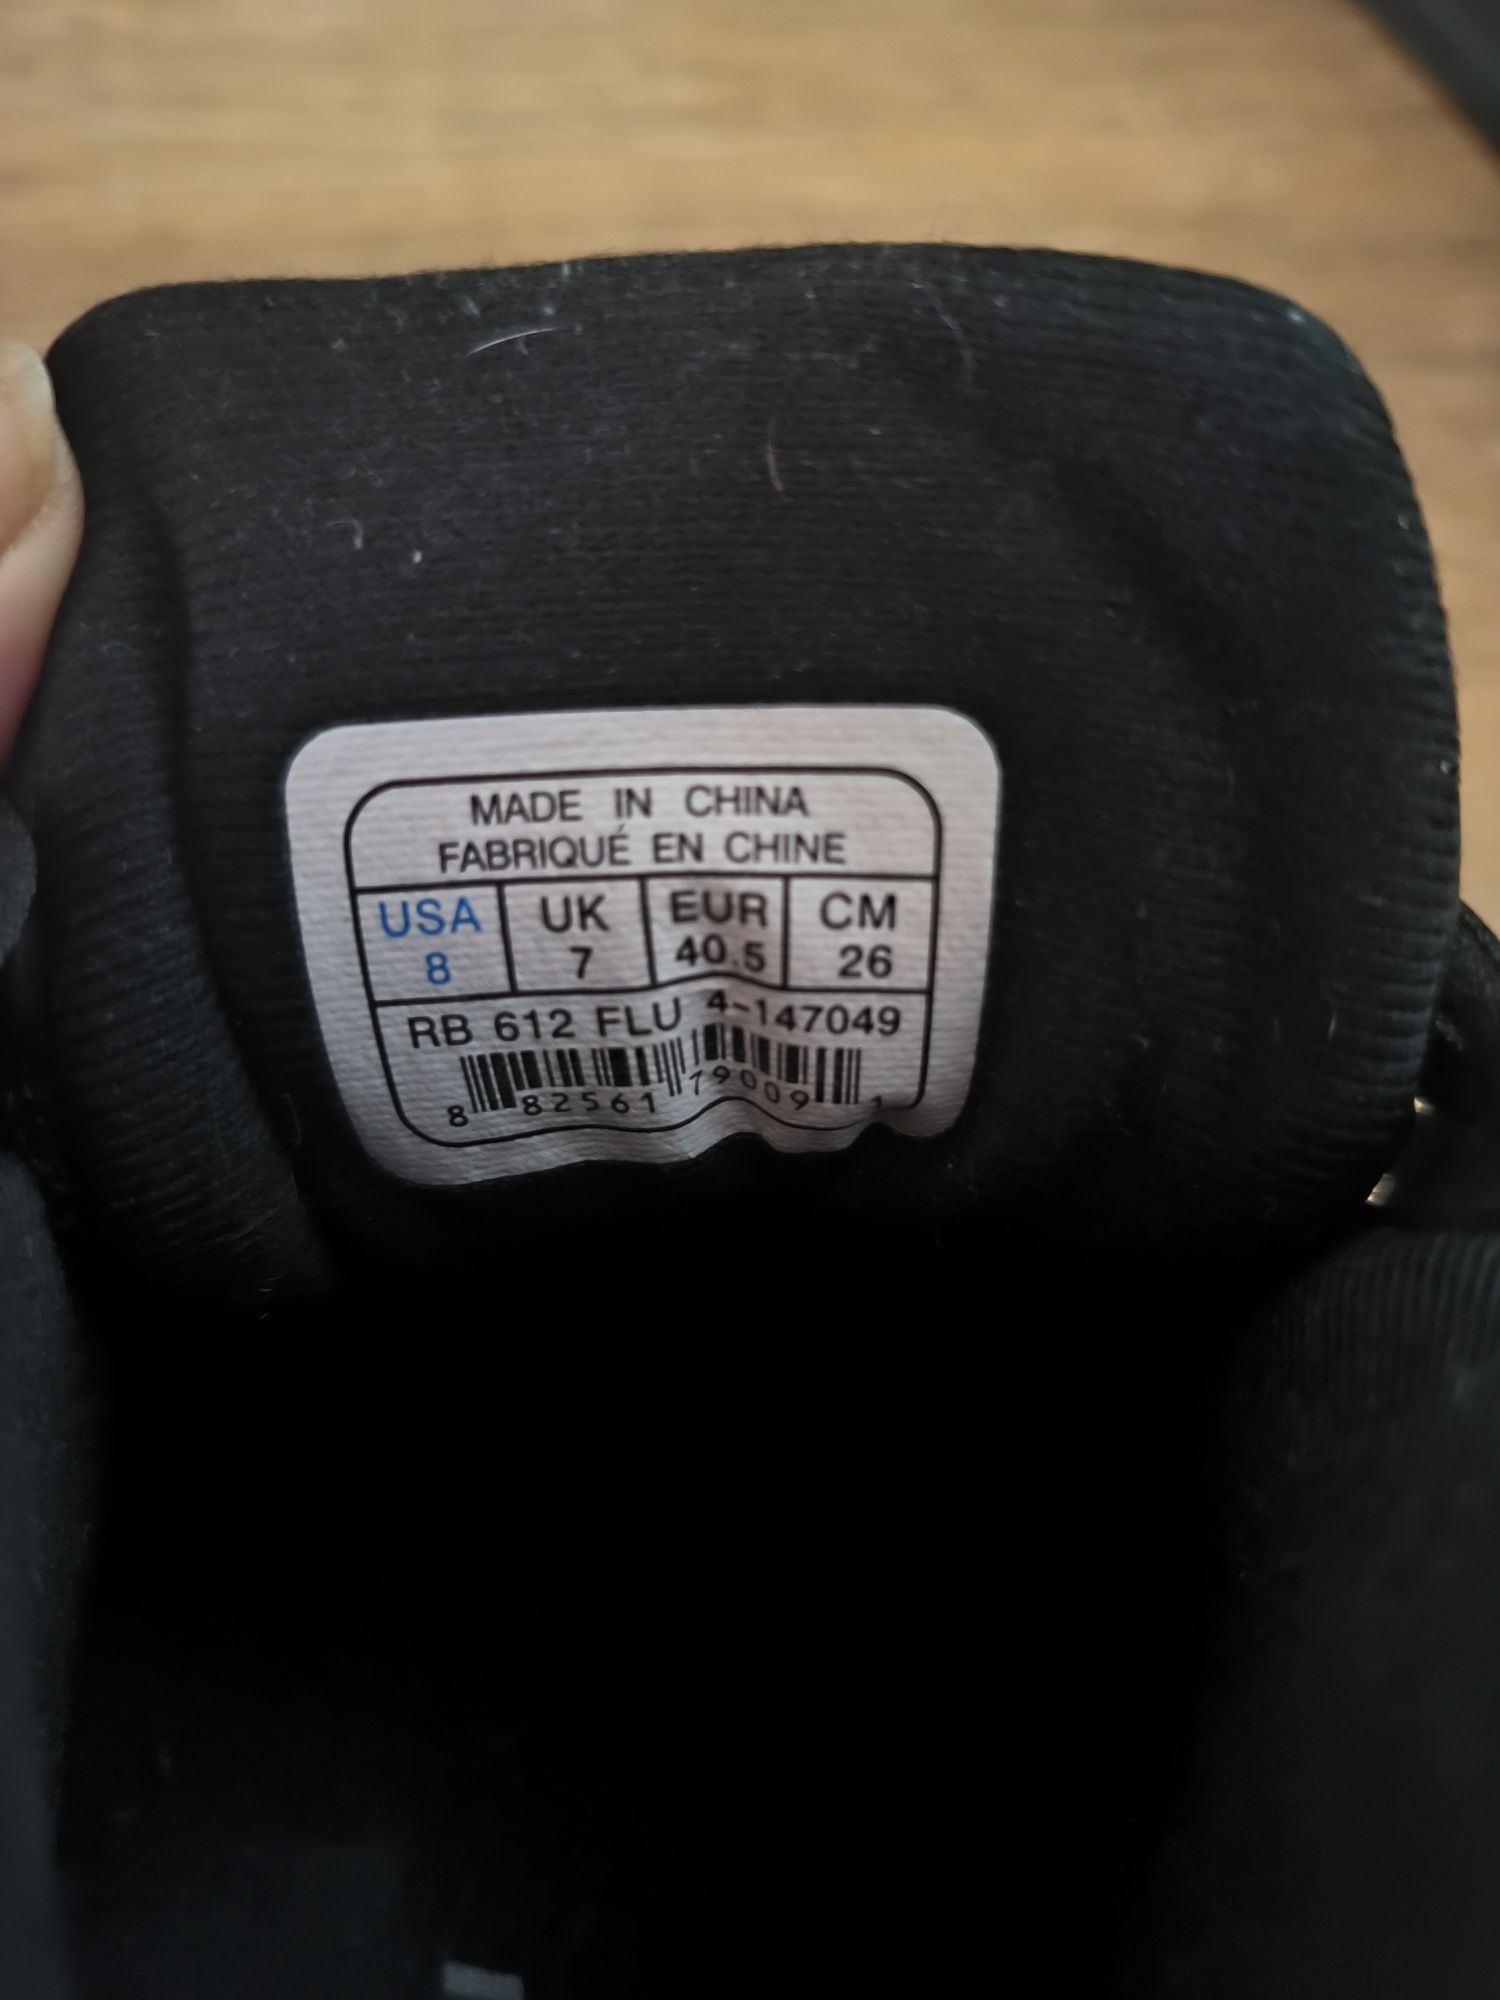 MADE IN CHINA
FABRIQUÉ EN CHINE
USA UK EUR CM
8 7 40.5 26
RB 612 FLU 4-147049
8 82561 79009 1